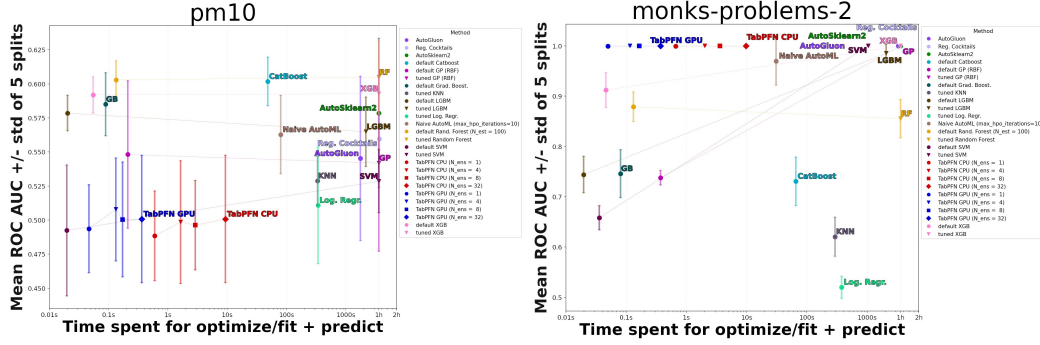 pm10
Mean ROC AUC +/- std of 5 splits
0.625
0.600
0.575
0.550
0.525
0.500
0.475
0.450
CatBoost
RF
XGB
GB
AutoSklearn2
Naive AutoML
LGBM
Reg. Cocktails
AutoGluon
GP
KNN
SVM
Log. Regr.
TabPFN GPU
TabPFN CPU
0.01s
0.1s
1s
10s
100s
1000s
1h
2h
Time spent for optimize/fit + predict
Method
AutoGluon
Reg. Cocktails
AutoSklearn2
default Catboost
default GP (RBF)
tuned GP (RBF)
default Grad. Boost.
tuned KNN
default LGBM
tuned LGBM
tuned Log. Regr.
Naive AutoML (max_hpo_iterations=10)
default Rand. Forest (N_est = 100)
tuned Random Forest
default SVM
tuned SVM
TabPFN CPU (N_ens = 1)
TabPFN CPU (N_ens = 4)
TabPFN CPU (N_ens = 8)
TabPFN CPU (N_ens = 32)
TabPFN GPU (N_ens = 1)
TabPFN GPU (N_ens = 4)
TabPFN GPU (N_ens = 8)
TabPFN GPU (N_ens = 32)
default XGB
tuned XGB
monks-problems-2
Mean ROC AUC +/- std of 5 splits
1.0
0.9
0.8
0.7
0.6
0.5
Reg. Cocktails
TabPFN GPU
TabPFN CPU
AutoSklearn2
XGB
AutoGluon
SVM
GP
Naive AutoML
LGBM
RF
GB
CatBoost
KNN
Log. Regr.
0.01s
0.1s
1s
10s
100s
1000s
1h
2h
Time spent for optimize/fit + predict
Method
AutoGluon
Reg. Cocktails
AutoSklearn2
default Catboost
default GP (RBF)
tuned GP (RBF)
default Grad. Boost.
tuned KNN
default LGBM
tuned LGBM
tuned Log. Regr.
Naive AutoML (max_hpo_iterations=10)
default Rand. Forest (N_est = 100)
tuned Random Forest
default SVM
tuned SVM
TabPFN CPU (N_ens = 1)
TabPFN CPU (N_ens = 4)
TabPFN CPU (N_ens = 8)
TabPFN CPU (N_ens = 32)
TabPFN GPU (N_ens = 1)
TabPFN GPU (N_ens = 4)
TabPFN GPU (N_ens = 8)
TabPFN GPU (N_ens = 32)
default XGB
tuned XGB